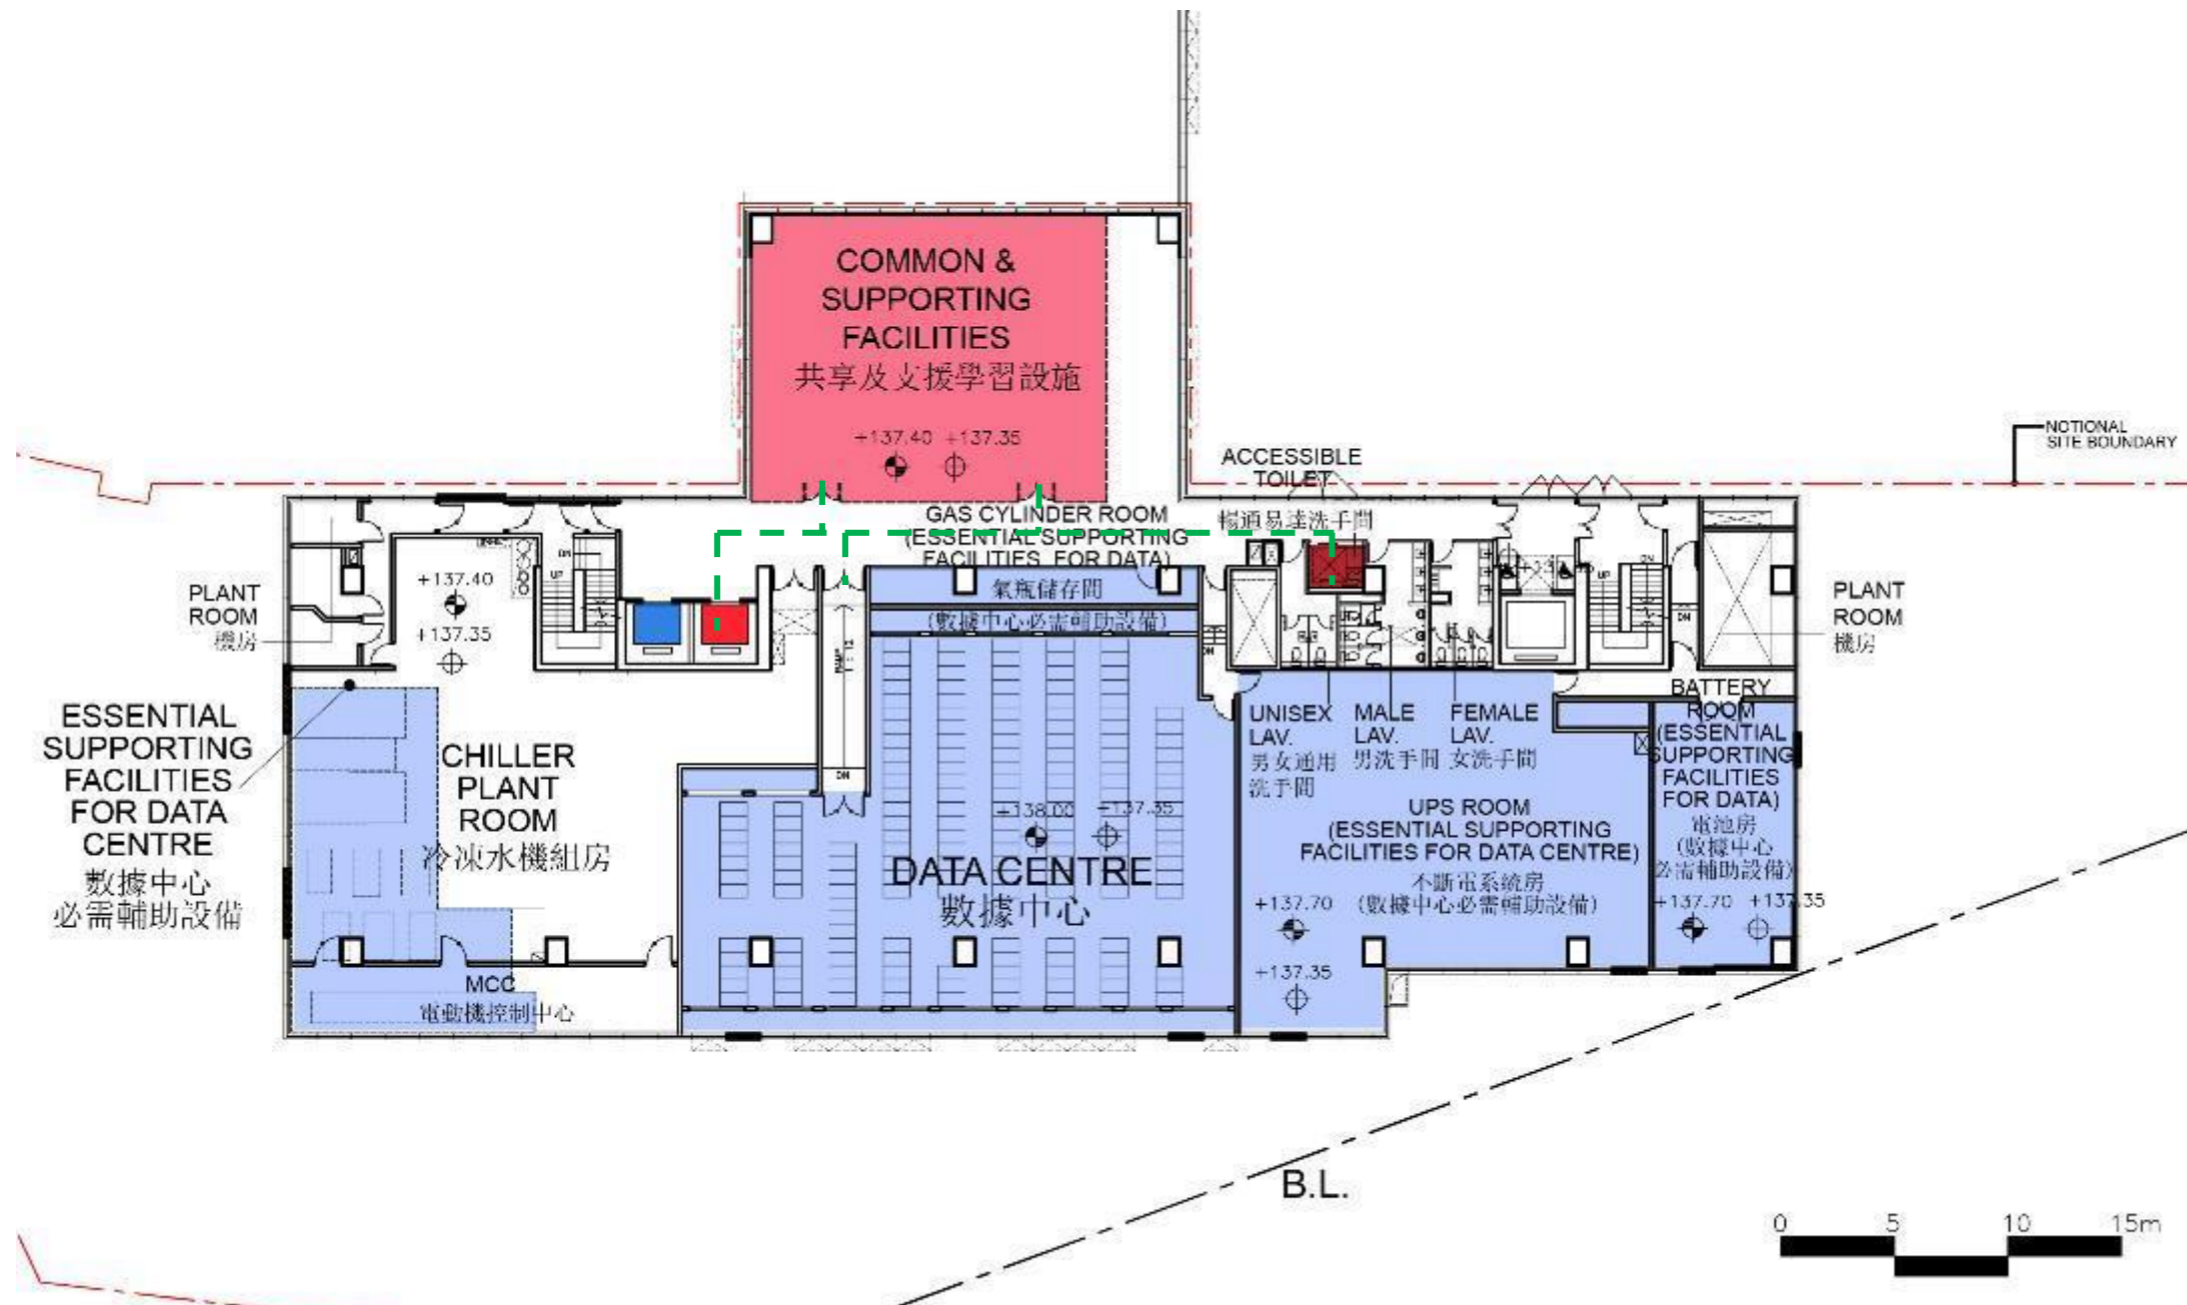 COMMON &
SUPPORTING
FACILITIES
共享及支援學習設施
+137.40 +137.35
NOTIONAL
SITE BOUNDARY
ACCESSIBLE
TOILET
暢通易達洗手間
GAS CYLINDER ROOM
(ESSENTIAL SUPPORTING
FACILITIES FOR DATA)
氣瓶儲存間
(數據中心必需輔助設備)
PLANT
ROOM
機房
+137.40
+137.35
DN
UP
DN
DN
UP
DN
DN
PLANT
ROOM
機房
ESSENTIAL
SUPPORTING
FACILITIES
FOR DATA
CENTRE
數據中心
必需輔助設備
CHILLER
PLANT
ROOM
冷凍水機組房
MCC
電動機控制中心
+138.00 +137.35
DATA CENTRE
數據中心
UNISEX
LAV.
男女通用
洗手間
MALE
LAV.
男洗手間
FEMALE
LAV.
女洗手間
UPS ROOM
(ESSENTIAL SUPPORTING
FACILITIES FOR DATA CENTRE)
不斷電系統房
(數據中心必需輔助設備)
+137.70
+137.35
BATTERY
ROOM
(ESSENTIAL
SUPPORTING
FACILITIES
FOR DATA)
電池房
(數據中心
必需輔助設備)
+137.70 +137.35
B.L.
0 5 10 15m